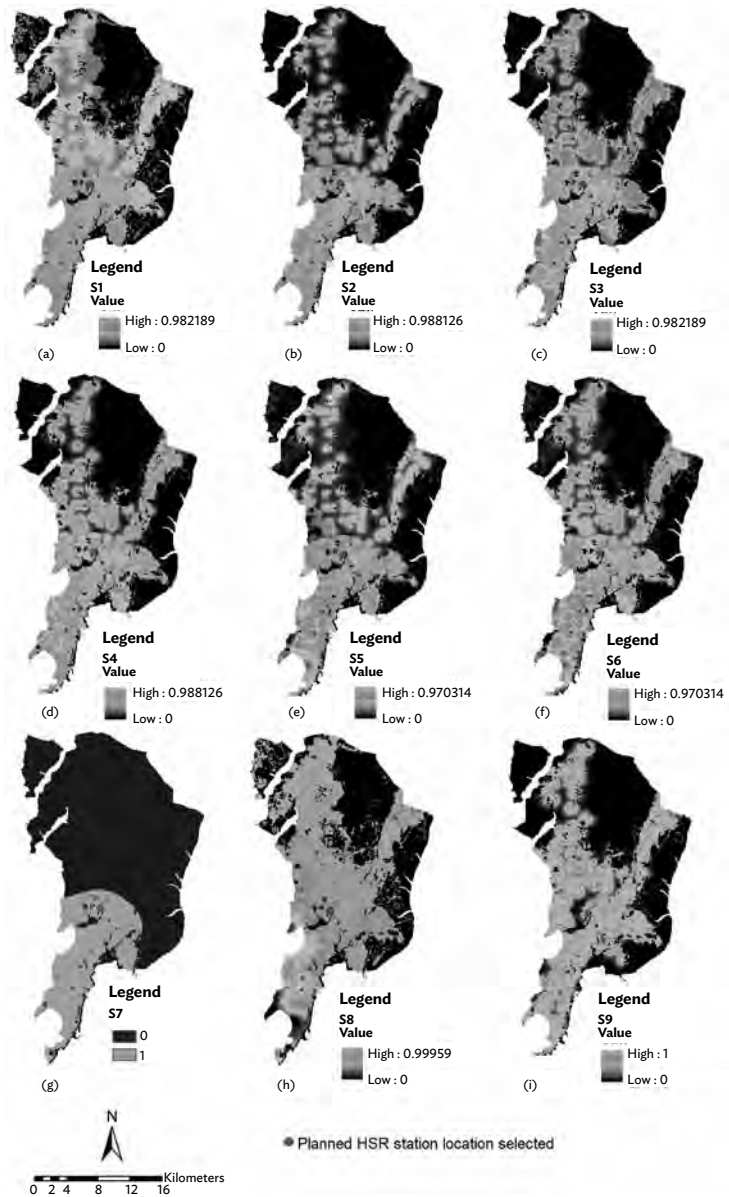 Legend
S1
Value
High : 0.982189
Low : 0
(a)
Legend
S2
Value
High : 0.988126
Low : 0
(b)
Legend
S3
Value
High : 0.982189
Low : 0
(c)
Legend
S4
Value
High : 0.988126
Low : 0
(d)
Legend
S5
Value
High : 0.970314
Low : 0
(e)
Legend
S6
Value
High : 0.970314
Low : 0
(f)
Legend
S7
0
1
(g)
Legend
S8
Value
High : 0.99959
Low : 0
(h)
Legend
S9
Value
High : 1
Low : 0
(i)
N
Planned HSR station location selected
Kilometers
0 2 4 8 12 16